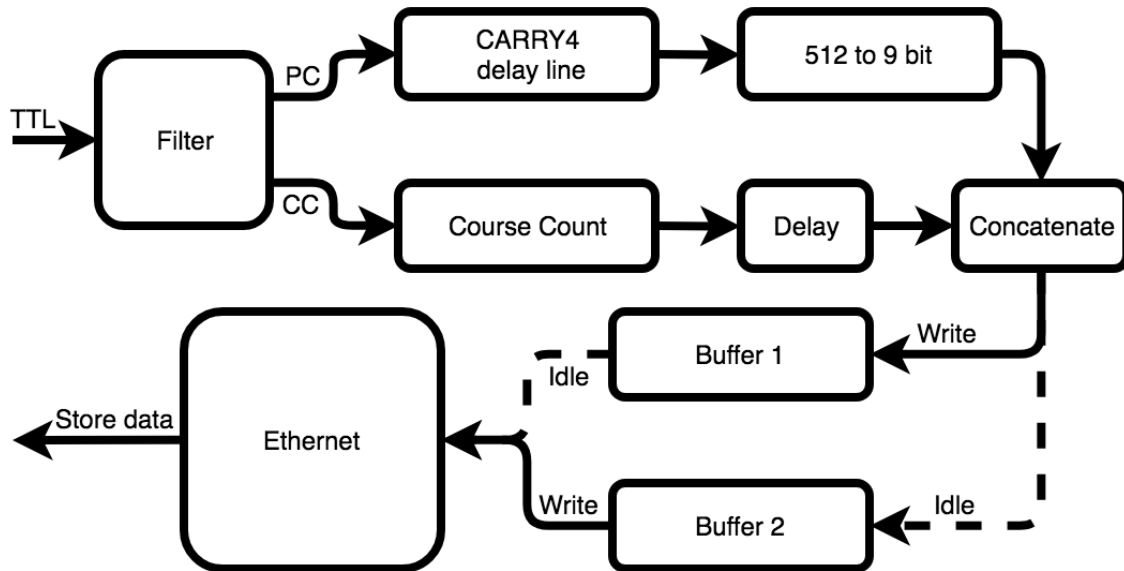 CARRY4
delay line
512 to 9 bit
PC
TTL
Filter
CC
Course Count
Delay
Concatenate
Write
Buffer 1
Idle
Store data
Ethernet
Write
Buffer 2
Idle